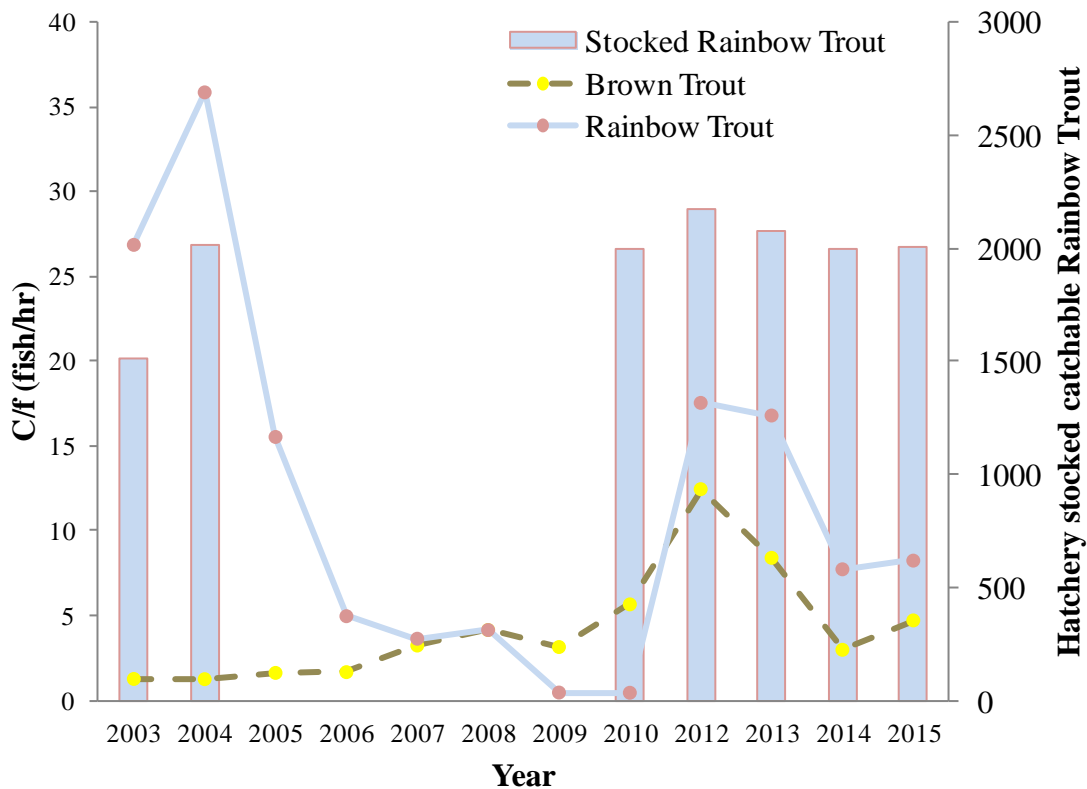 40
35
30
25
20
15
10
5
0
C/f (fish/hr)
Stocked Rainbow Trout
Brown Trout
Rainbow Trout
3000
2500
2000
1500
1000
500
0
Hatchery stocked catchable Rainbow Trout
2003 2004 2005 2006 2007 2008 2009 2010 2012 2013 2014 2015
Year